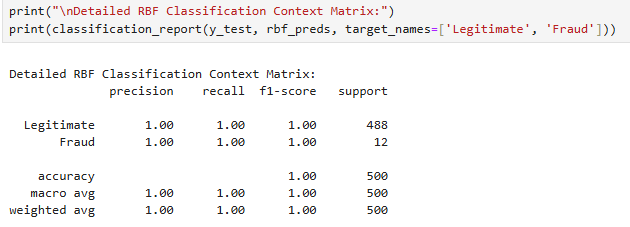 print("\nDetailed RBF Classification Context Matrix:")
print(classification_report(y_test, rbf_preds, target_names=['Legitimate', 'Fraud']))
Detailed RBF Classification Context Matrix:
precision recall f1-score support
Legitimate 1.00 1.00 1.00 488
Fraud 1.00 1.00 1.00 12
accuracy 1.00 500
macro avg 1.00 1.00 1.00 500
weighted avg 1.00 1.00 1.00 500